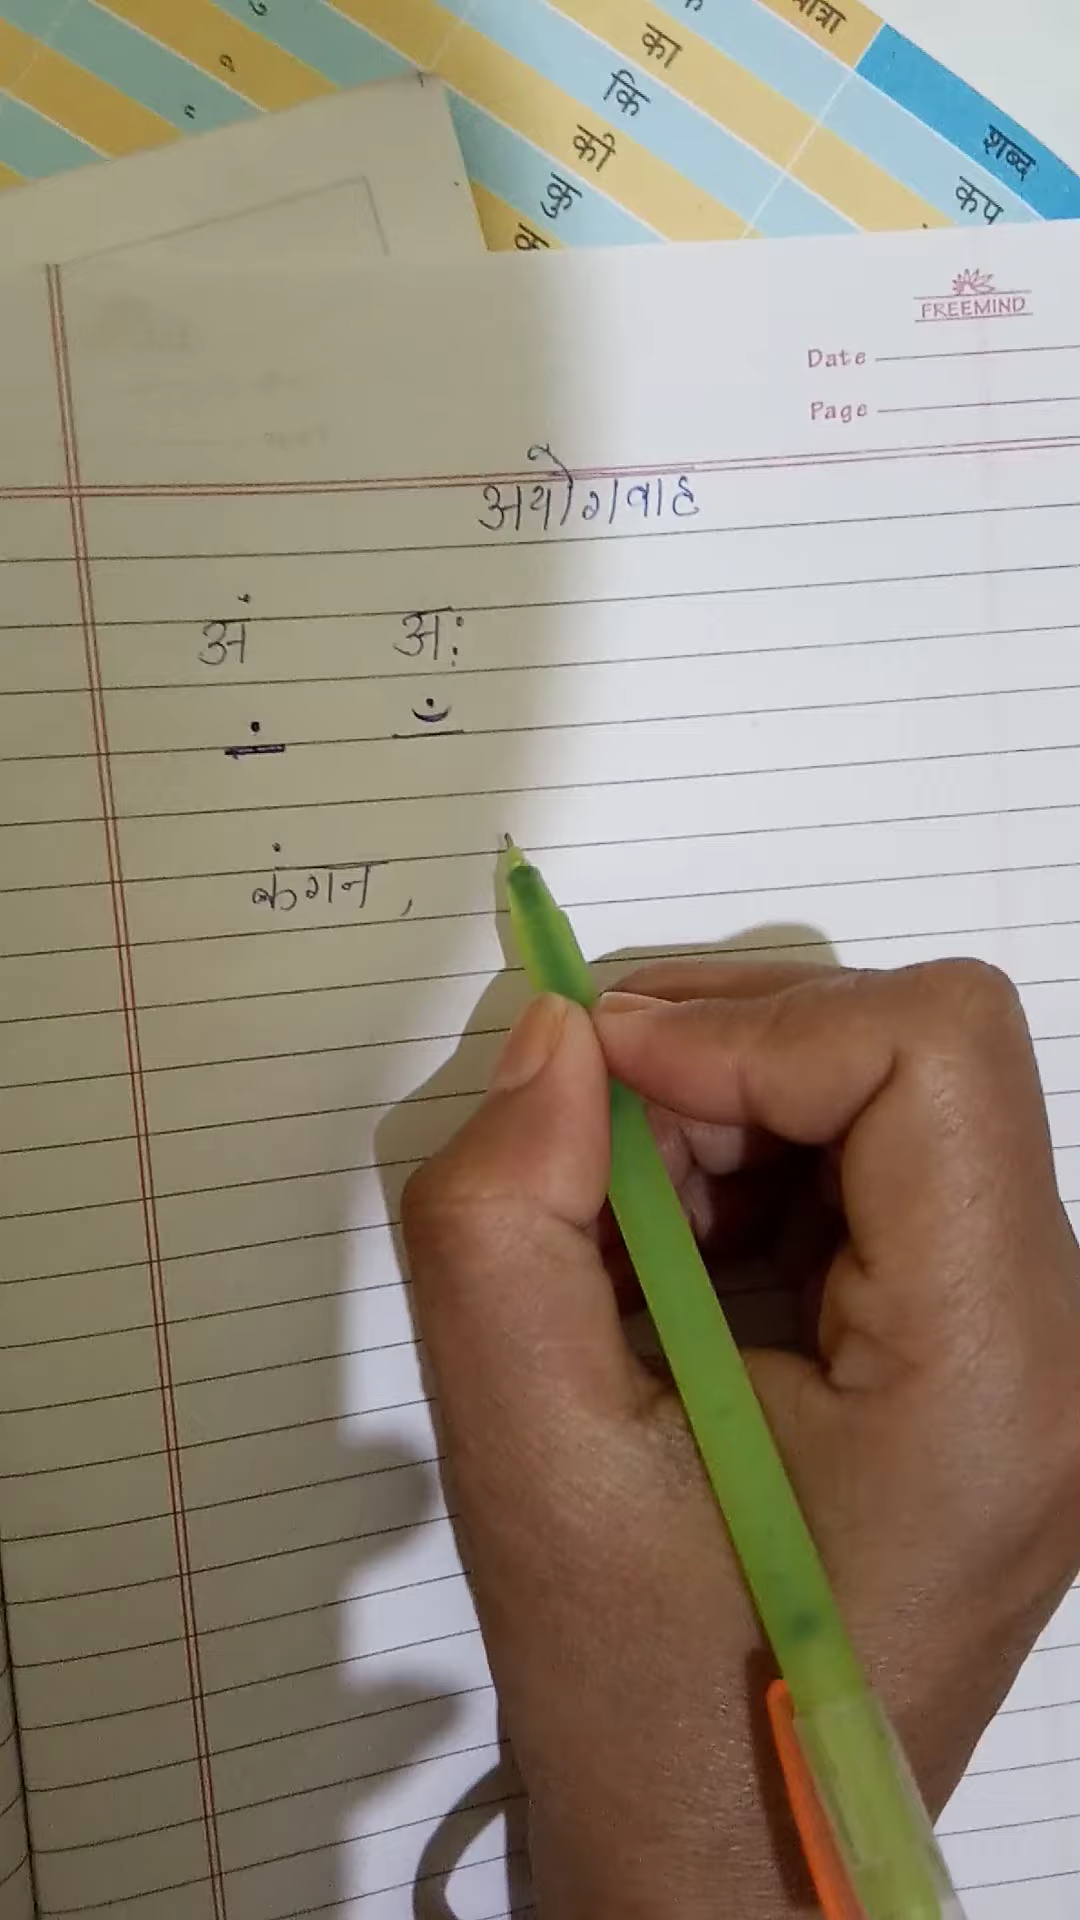 मात्रा
का
कि
की
कु
शब्द
कप
FREEMIND
Date
Page
अयोगवाह
अं अः
ं ँ
कंगन,